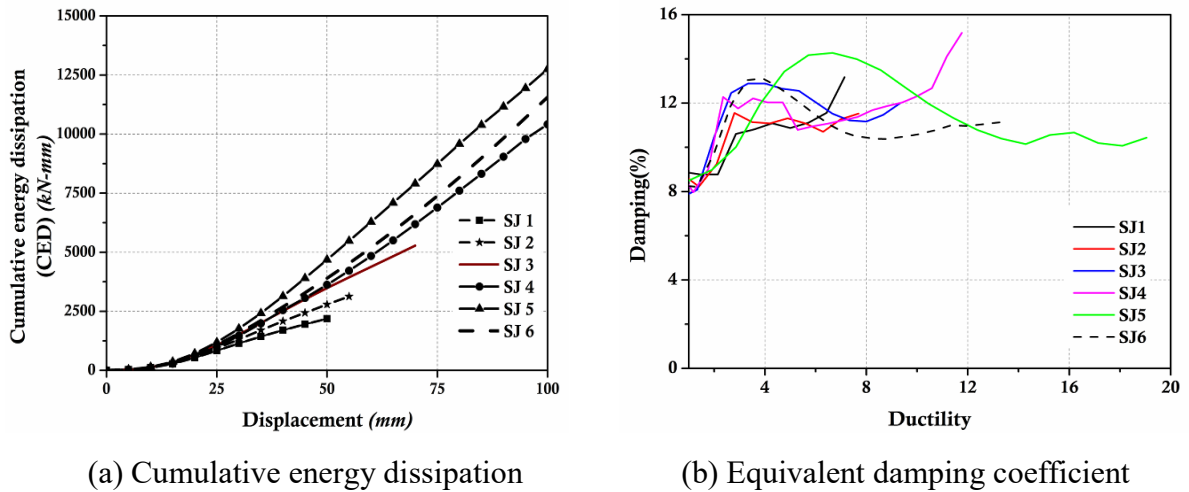 15000
12500
10000
7500
5000
2500
0
Cumulative energy dissipation
(CED) (kN-mm)
SJ 1
SJ 2
SJ 3
SJ 4
SJ 5
SJ 6
0 25 50 75 100
Displacement (mm)
(a) Cumulative energy dissipation
16
12
8
4
0
Damping(%)
SJ1
SJ2
SJ3
SJ4
SJ5
SJ6
4 8 12 16 20
Ductility
(b) Equivalent damping coefficient